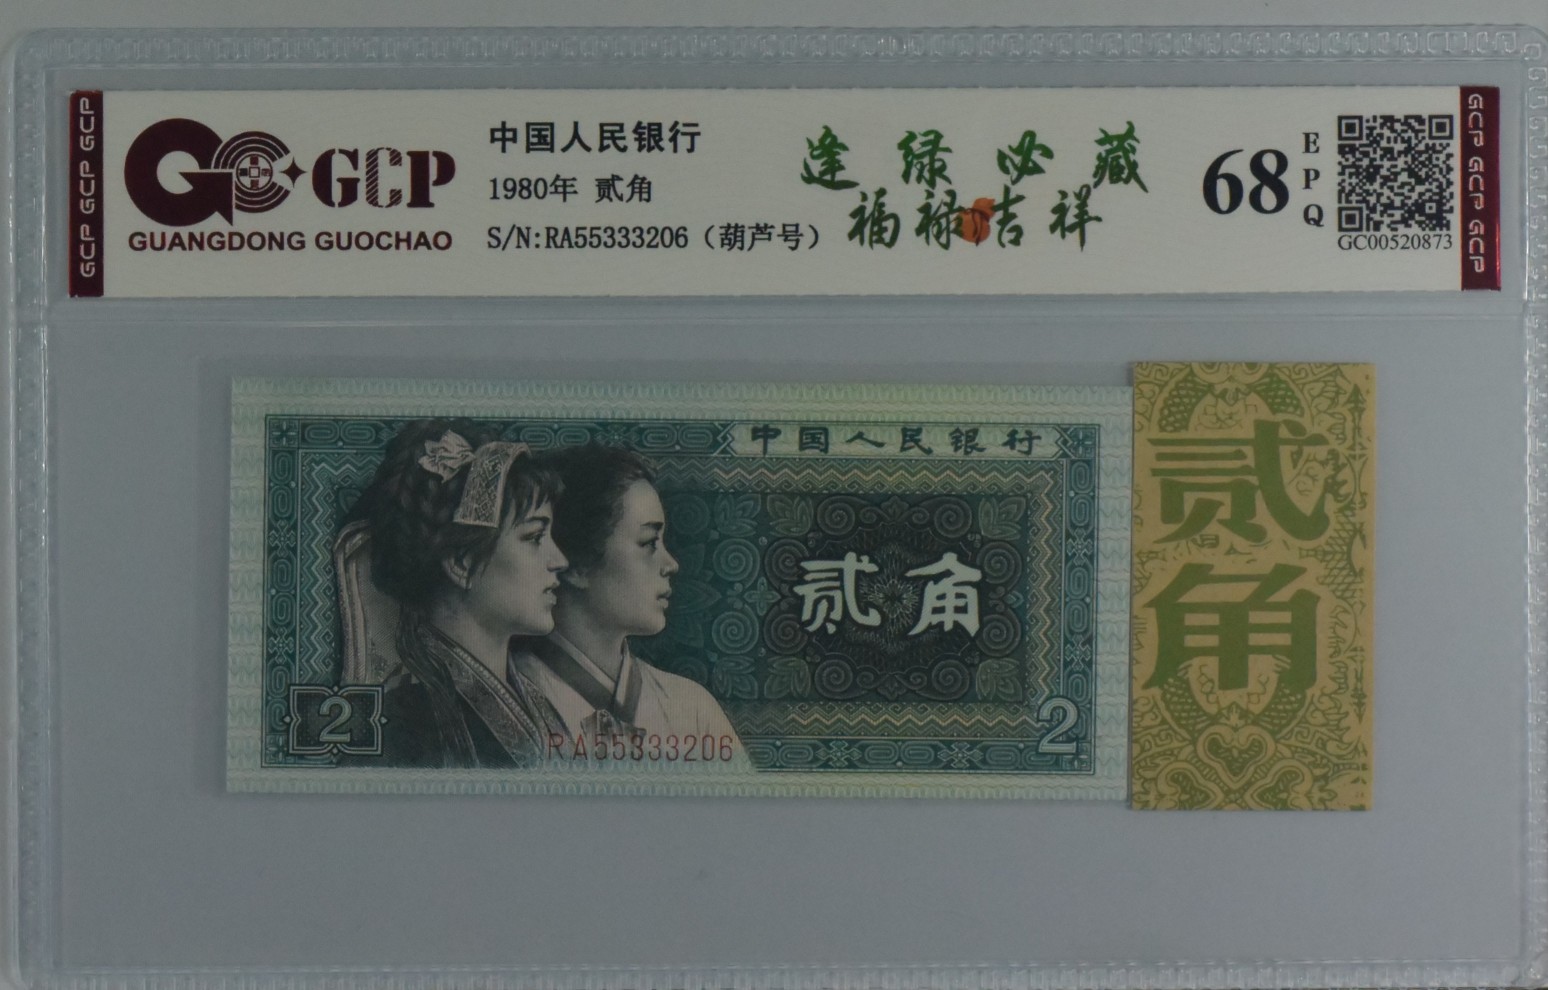 GCP GCP GCP
GCP
GUANGDONG GUOCHAO
中国人民银行
1980年 贰角
S/N:RA55333206（葫芦号）
逢绿必藏
福禄吉祥
68
EPQ
GC00520873
GCP GCP GCP
中国人民银行
贰角
2
2
RA55333206
贰角